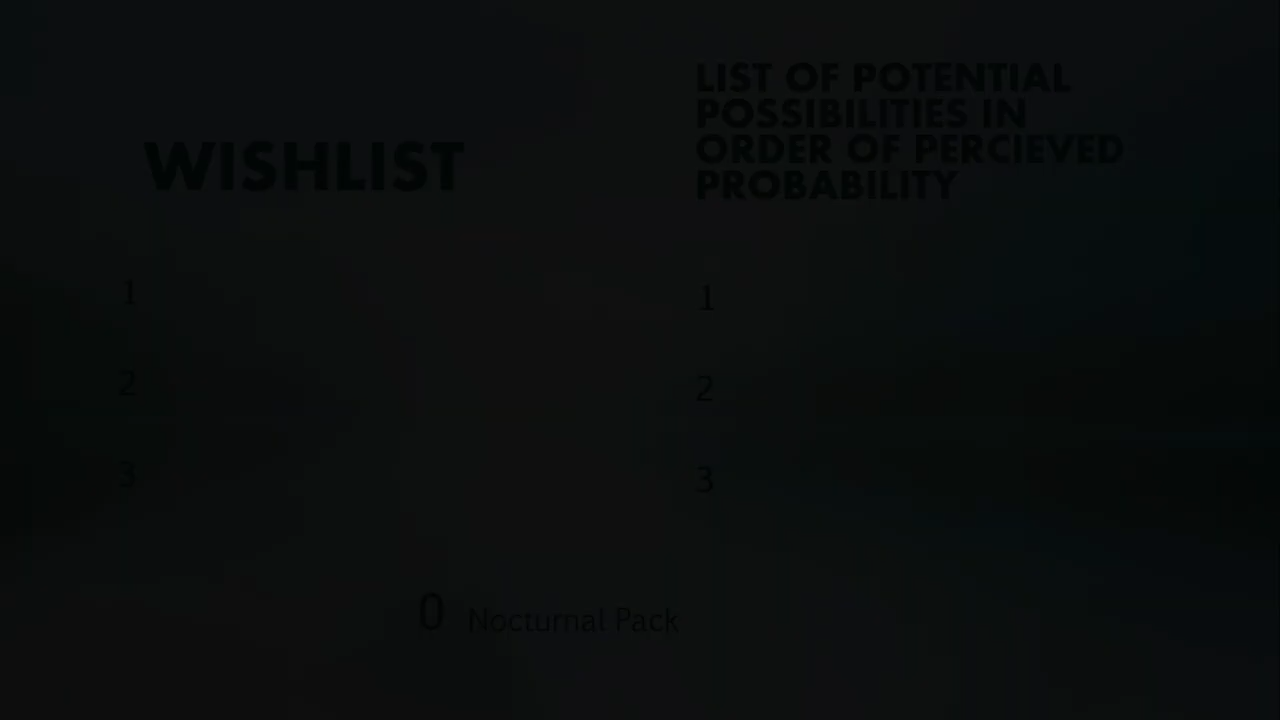 WISHLIST
1
2
3
LIST OF POTENTIAL
POSSIBILITIES IN
ORDER OF PERCIEVED
PROBABILITY
1
2
3
0 Nocturnal Pack